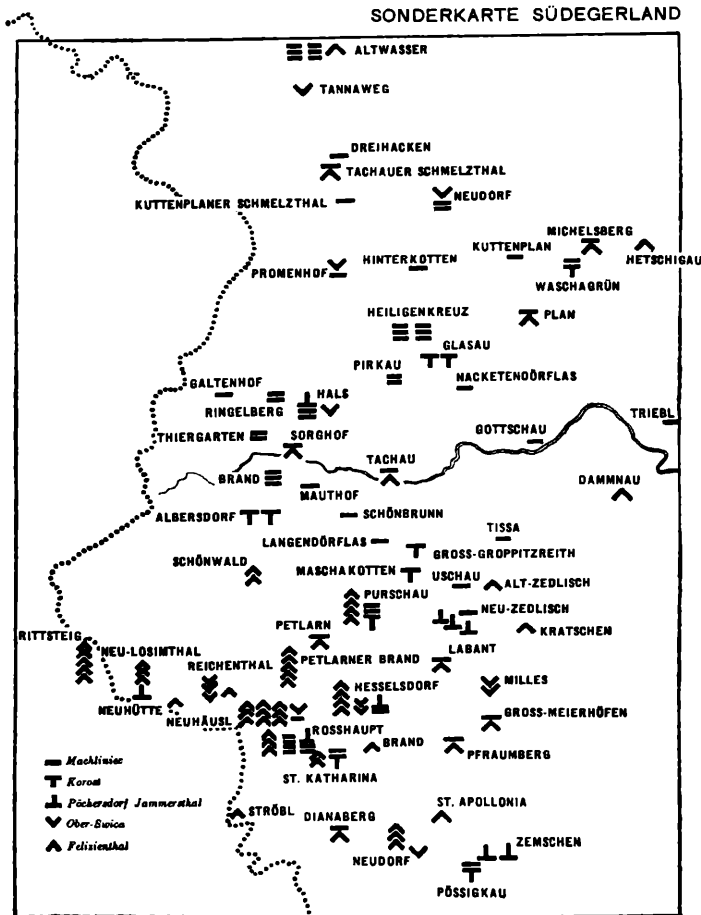 SONDERKARTE SÜDEGERLAND
ALTWASSER
TANNAWEG
DREIHACKEN
TACHAUER SCHMELZTHAL
KUTTENPLANER SCHMELZTHAL
NEUDORF
MICHELSBERG
KUTTENPLAN
HETSCHIGAU
PROMENHOF
HINTERKOTTEN
WASCHAGRÜN
HEILIGENKREUZ
PLAN
GLASAU
PIRKAU
NACKETENDÖRFLAS
GALTENHOF
HALS
RINGELBERG
TRIEBL
THIERGARTEN
SORGHOF
GOTTSCHAU
TACHAU
BRAND
DAMMNAU
MAUTHOF
ALBERSDORF
SCHÖNBRUNN
TISSA
LANGENDÖRFLAS
GROSS-GROPPITZREITH
SCHÖNWALD
MASCHAKOTTEN
USCHAU
ALT-ZEDLISCH
PURSCHAU
NEU-ZEDLISCH
PETLARN
KRATSCHEN
RITTSTEIG
NEU-LOSIMTHAL
REICHENTHAL
PETLARNER BRAND
LABANT
HESSELSDORF
MILLES
NEUHÜTTE
NEUHÄUSL
GROSS-MEIERHÖFEN
ROSSHAUPT
BRAND
PFRAUMBERG
ST. KATHARINA
Machliniec
Korost
Pöchersdorf Jammersthal
Ober-Swica
Felizienthal
STRÖBL
DIANABERG
ST. APOLLONIA
NEUDORF
ZEMSCHEN
PÖSSIGKAU